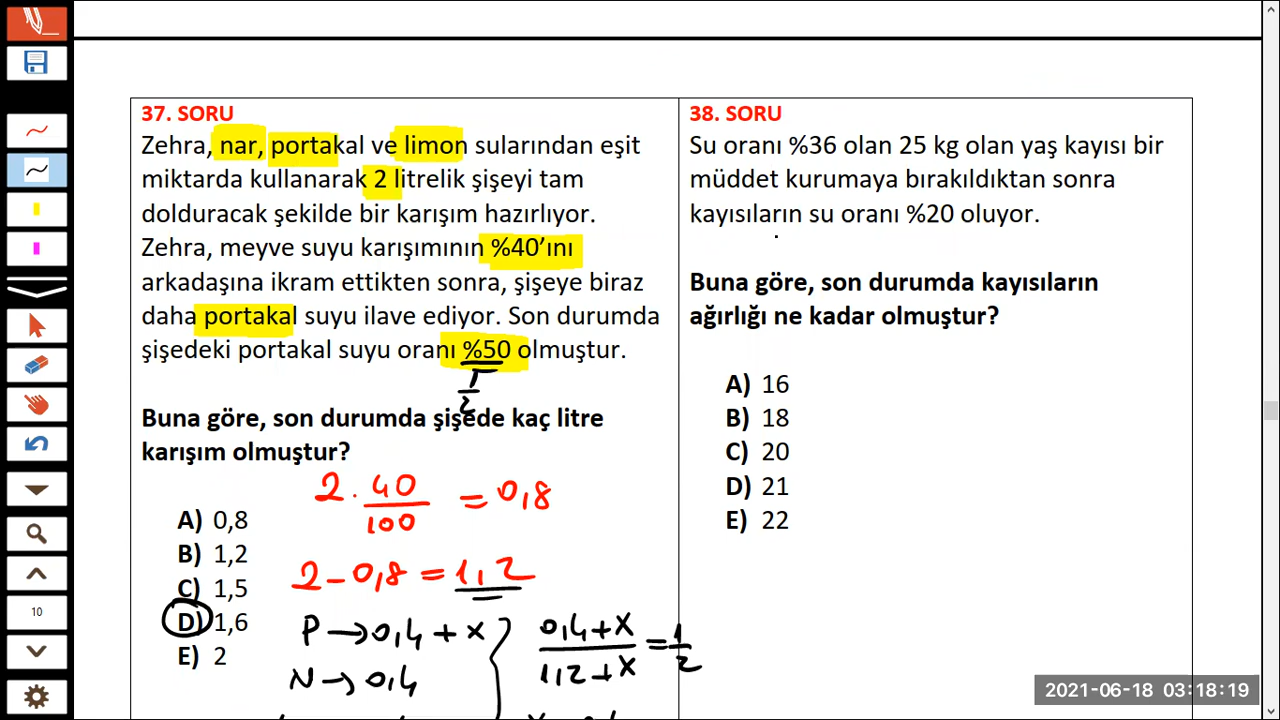 37. SORU
Zehra, nar, portakal ve limon sularından eşit
miktarda kullanarak 2 litrelik şişeyi tam
dolduracak şekilde bir karışım hazırlıyor.
Zehra, meyve suyu karışımının %40’ını
arkadaşına ikram ettikten sonra, şişeye biraz
daha portakal suyu ilave ediyor. Son durumda
şişedeki portakal suyu oranı %50 olmuştur.
1/2
Buna göre, son durumda şişede kaç litre
karışım olmuştur?
2 . 40/100 = 0,8
A) 0,8
B) 1,2
2 - 0,8 = 1,2
C) 1,5
D) 1,6
E) 2
P → 0,4 + x
N → 0,4
0,4 + x / 1,2 + x = 1/2
38. SORU
Su oranı %36 olan 25 kg olan yaş kayısı bir
müddet kurumaya bırakıldıktan sonra
kayısıların su oranı %20 oluyor.
Buna göre, son durumda kayısıların
ağırlığı ne kadar olmuştur?
A) 16
B) 18
C) 20
D) 21
E) 22
10
2021-06-18 03:18:19